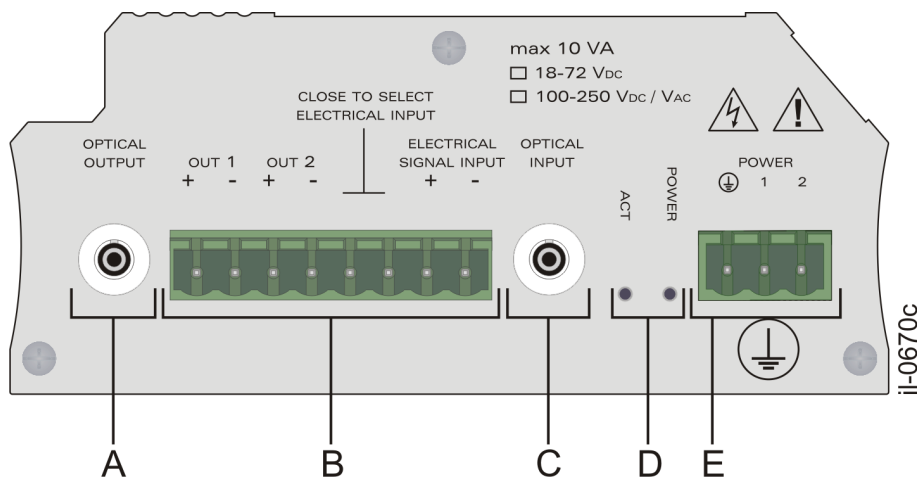 max 10 VA
18-72 VDC
100-250 VDC / VAC
CLOSE TO SELECT
ELECTRICAL INPUT
OPTICAL
OUTPUT
OUT 1
OUT 2
+ - + -
ELECTRICAL
SIGNAL INPUT
+ -
OPTICAL
INPUT
ACT
POWER
POWER
1 2
A
B
C
D
E
il-0670c